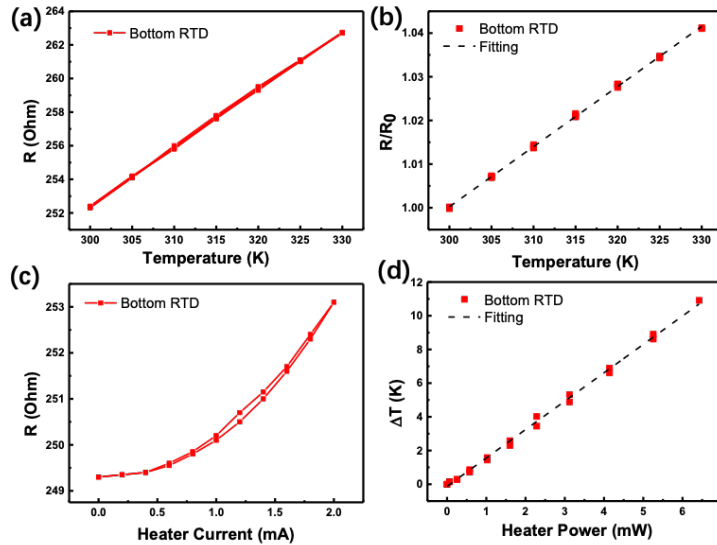 (a)
Bottom RTD
264
262
260
258
256
254
252
R (Ohm)
300 305 310 315 320 325 330
Temperature (K)
(b)
Bottom RTD
Fitting
1.04
1.03
1.02
1.01
1.00
R/R0
300 305 310 315 320 325 330
Temperature (K)
(c)
Bottom RTD
253
252
251
250
249
R (Ohm)
0.0 0.5 1.0 1.5 2.0
Heater Current (mA)
(d)
Bottom RTD
Fitting
12
10
8
6
4
2
0
ΔT (K)
0 1 2 3 4 5 6
Heater Power (mW)